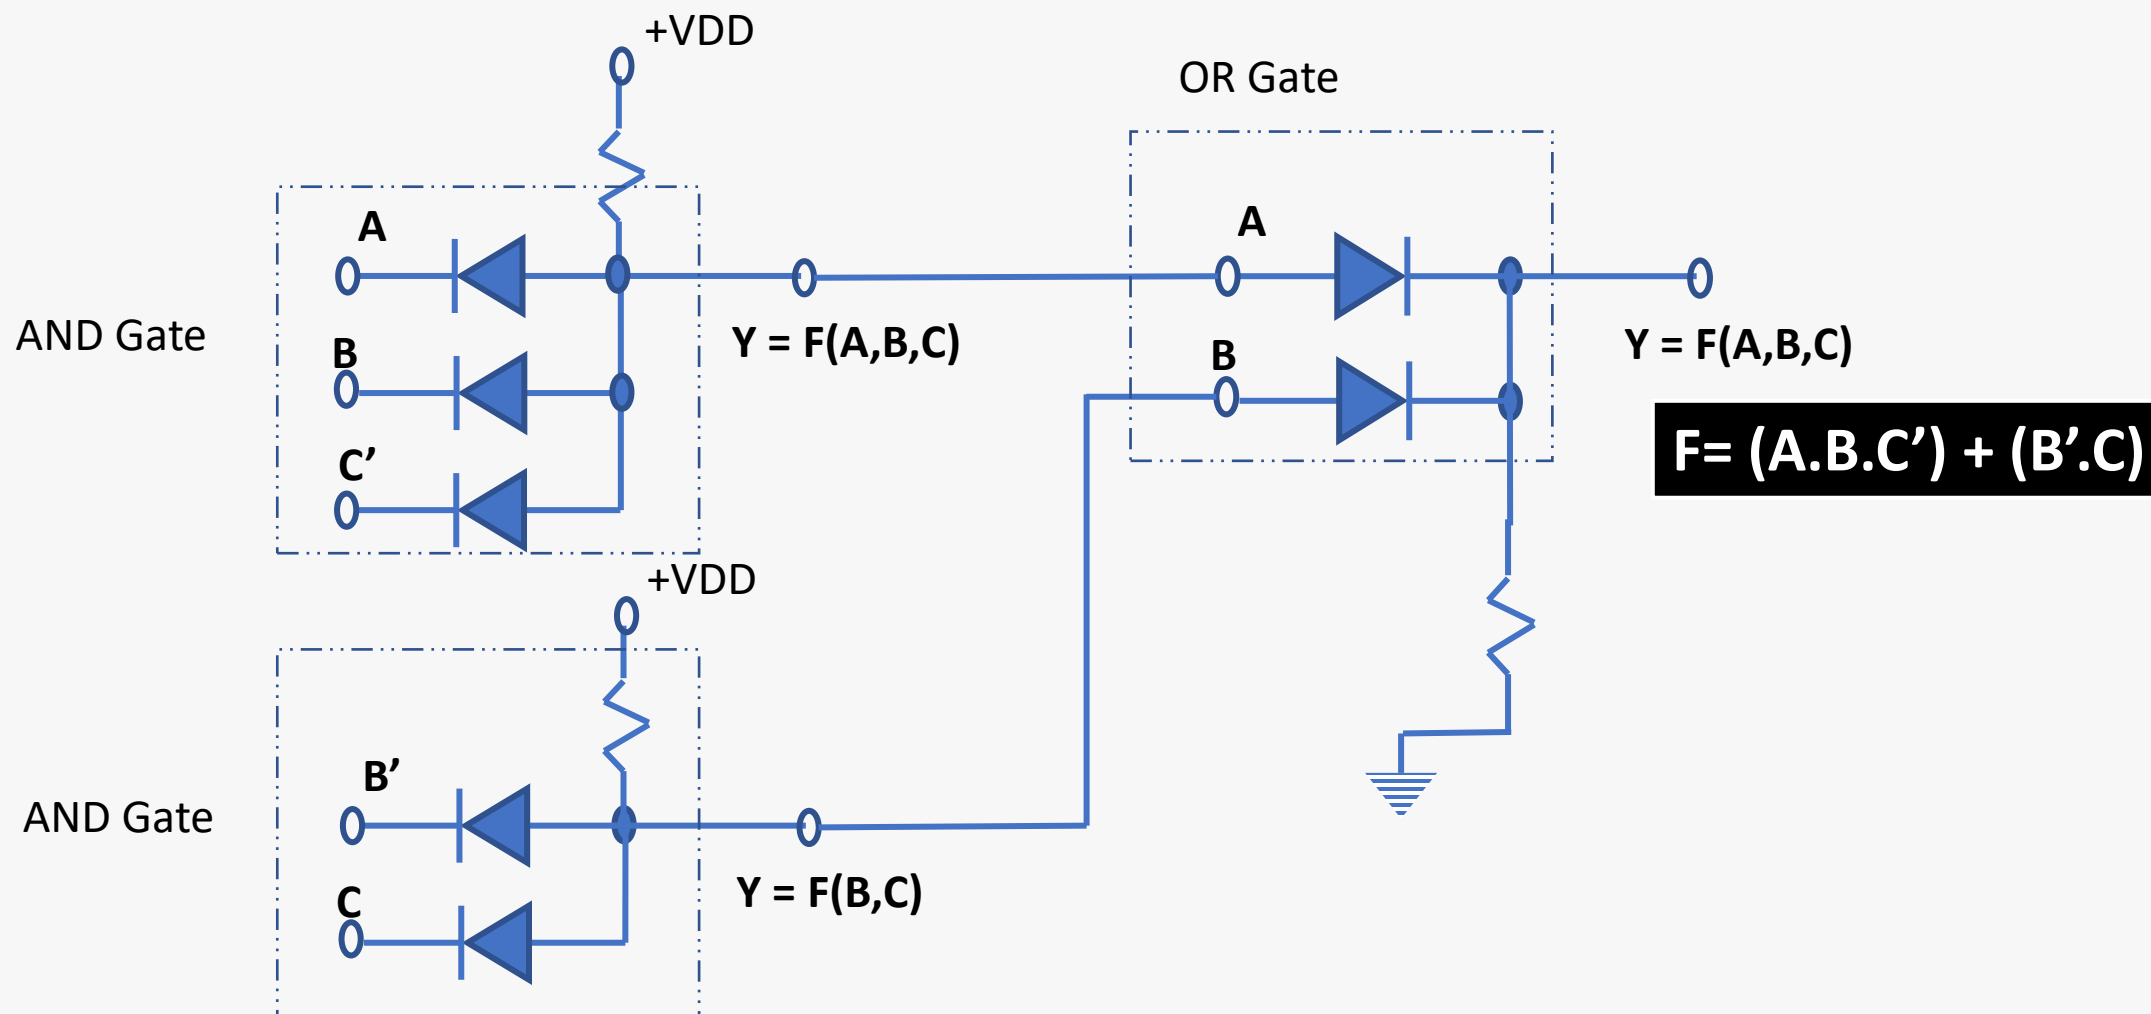 +VDD
OR Gate
A
A
AND Gate
B
Y = F(A,B,C)
B
Y = F(A,B,C)
C’
F= (A.B.C’) + (B’.C)
+VDD
B’
AND Gate
C
Y = F(B,C)